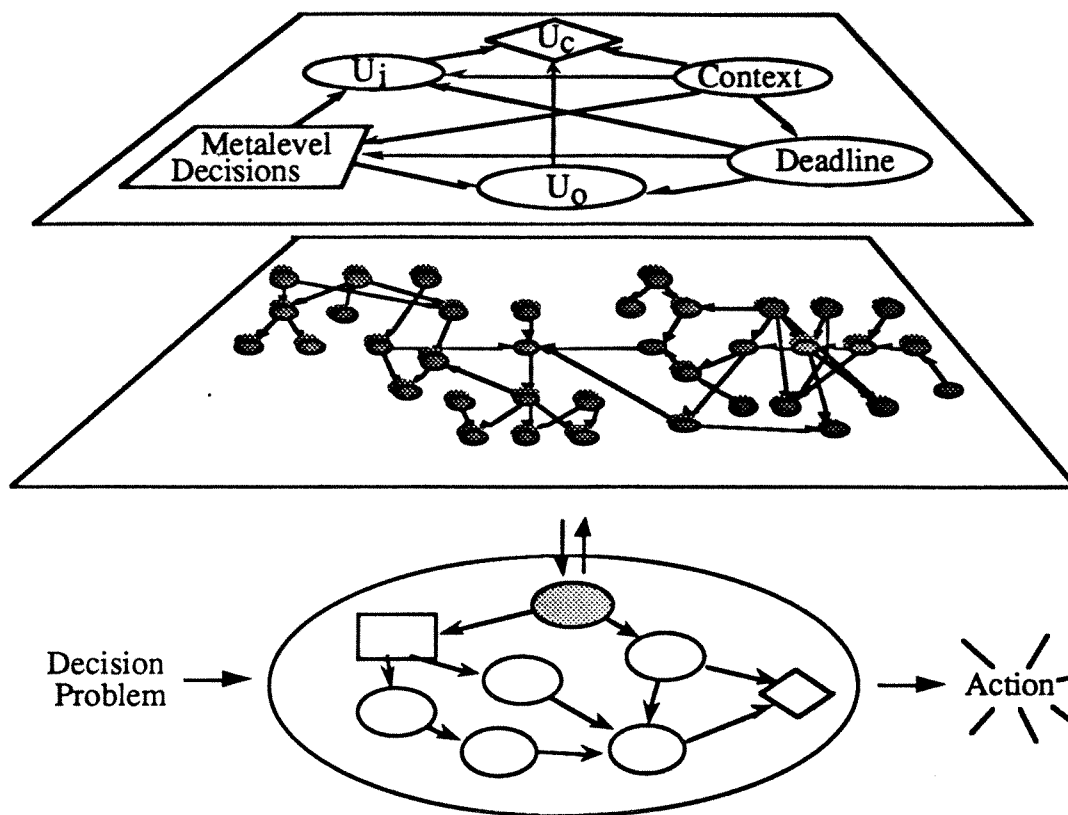 U_c
U_i
Context
Metalevel
Decisions
Deadline
U_o
Decision
Problem
Action